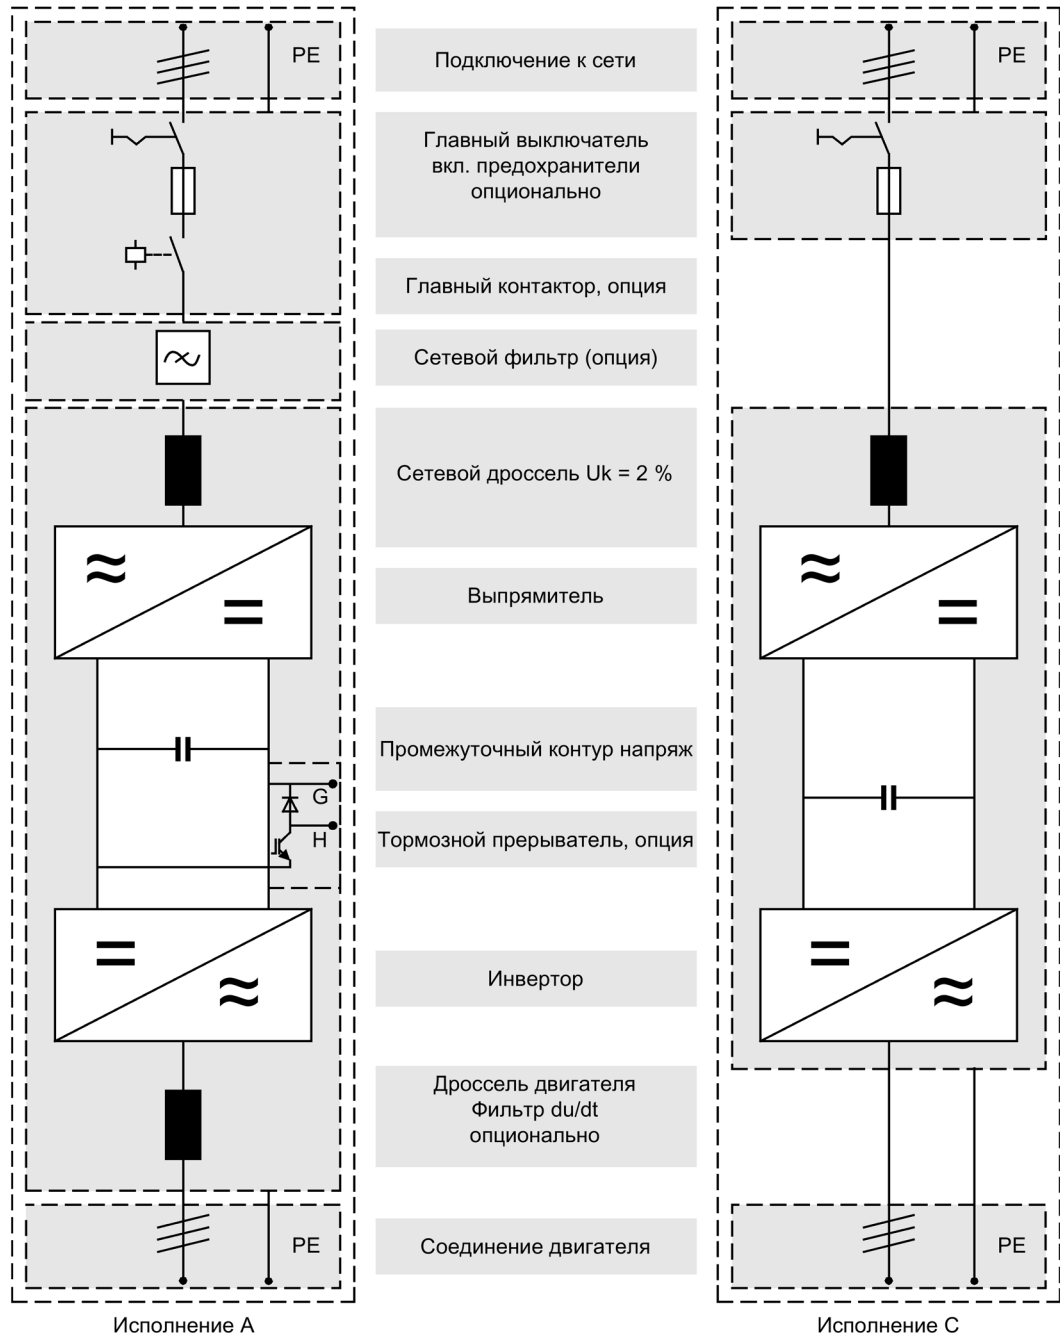 PE
Подключение к сети
PE
Главный выключатель
вкл. предохранители
опционально
Главный контактор, опция
Сетевой фильтр (опция)
Сетевой дроссель Uk = 2 %
Выпрямитель
Промежуточный контур напряж
G
H
Тормозной прерыватель, опция
Инвертор
Дроссель двигателя
Фильтр du/dt
опционально
PE
Соединение двигателя
PE
Исполнение A
Исполнение C